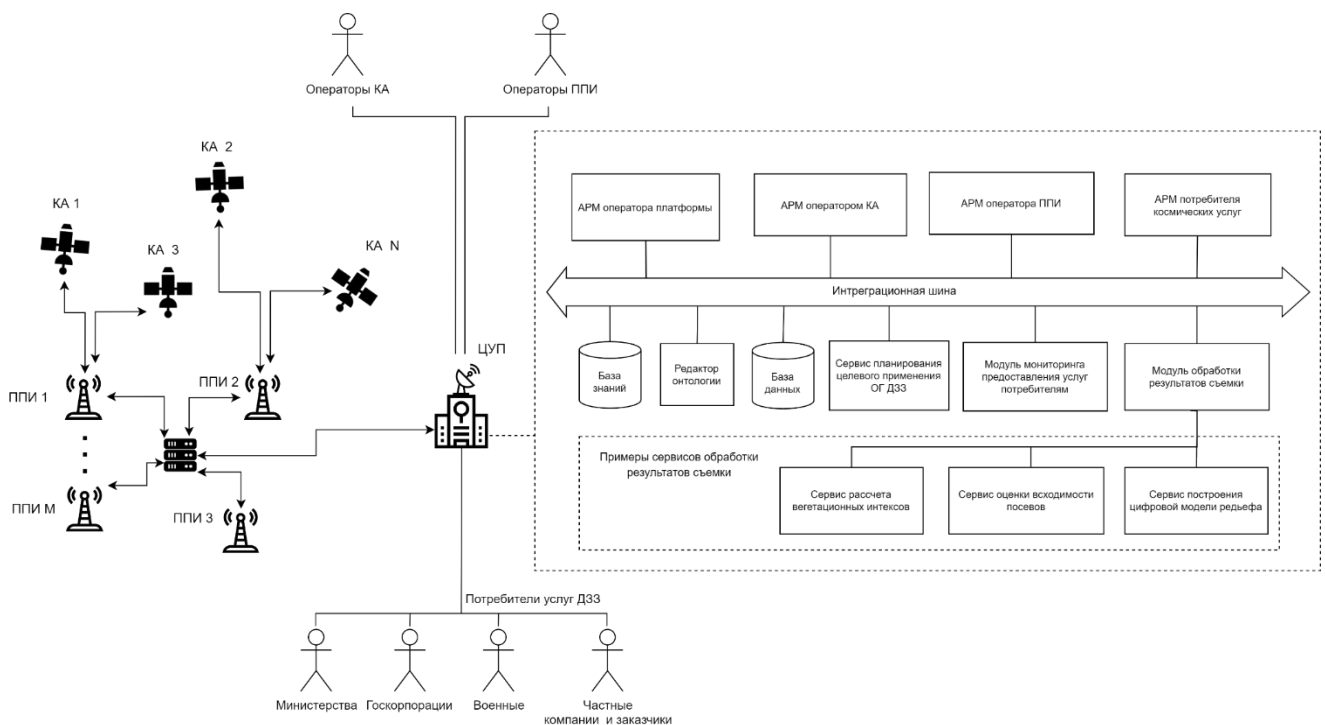 Операторы КА
Операторы ППИ
КА 2
КА 1
КА 3
КА N
ЦУП
ППИ 1
ППИ 2
ППИ М
ППИ 3
АРМ оператора платформы
АРМ оператором КА
АРМ оператора ППИ
АРМ потребителя
космических услуг
Интреграционная шина
База
знаний
Редактор
онтологии
База
данных
Сервис планирования
целевого применения
ОГ ДЗЗ
Модуль мониторинга
предоставления услуг
потребителям
Модуль обработки
результатов съемки
Примеры сервисов обработки
результатов съемки
Сервис рассчета
вегетационных интексов
Сервис оценки всходимости
посевов
Сервис построения
цифровой модели редьефа
Потребители услуг ДЗЗ
Министерства
Госкорпорации
Военные
Частные
компании и заказчики